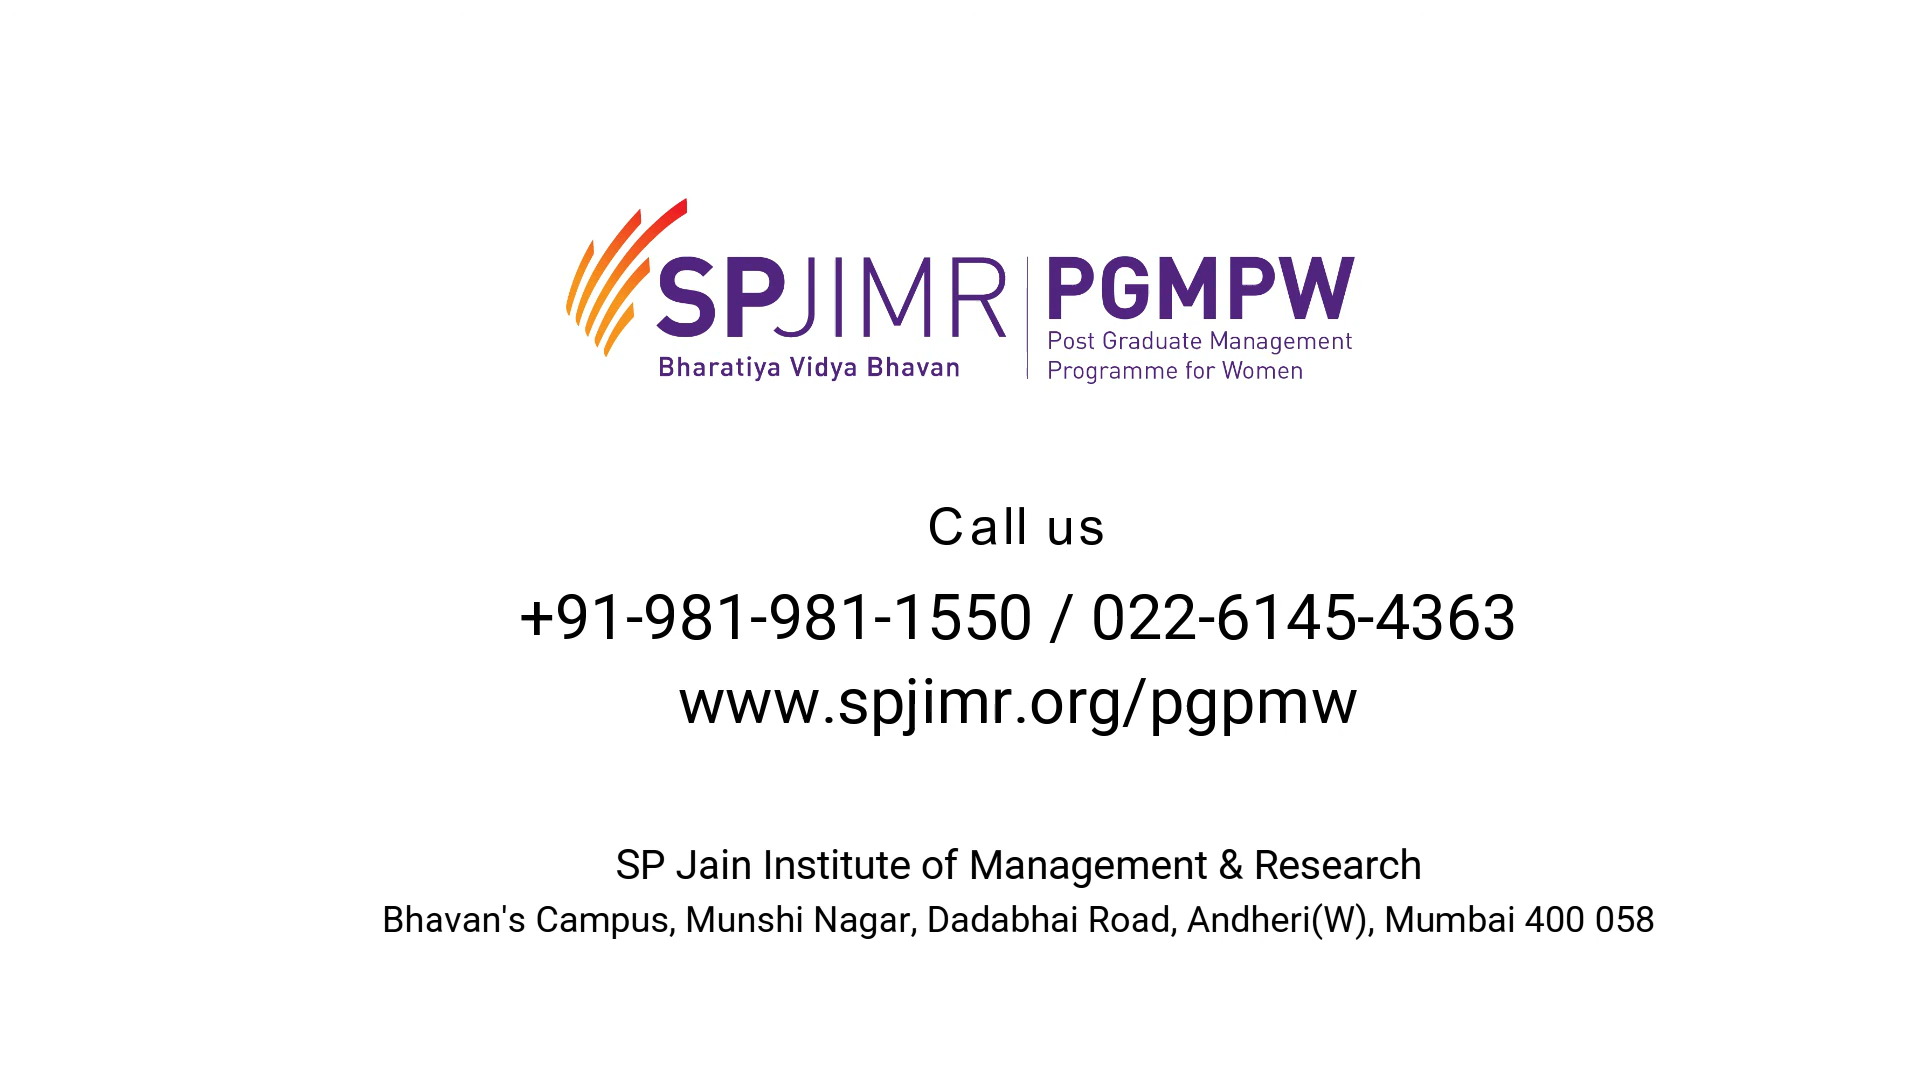 SPJIMR
Bharatiya Vidya Bhavan
PGMPW
Post Graduate Management
Programme for Women
Call us
+91-981-981-1550 / 022-6145-4363
www.spjimr.org/pgpmw
SP Jain Institute of Management & Research
Bhavan's Campus, Munshi Nagar, Dadabhai Road, Andheri(W), Mumbai 400 058